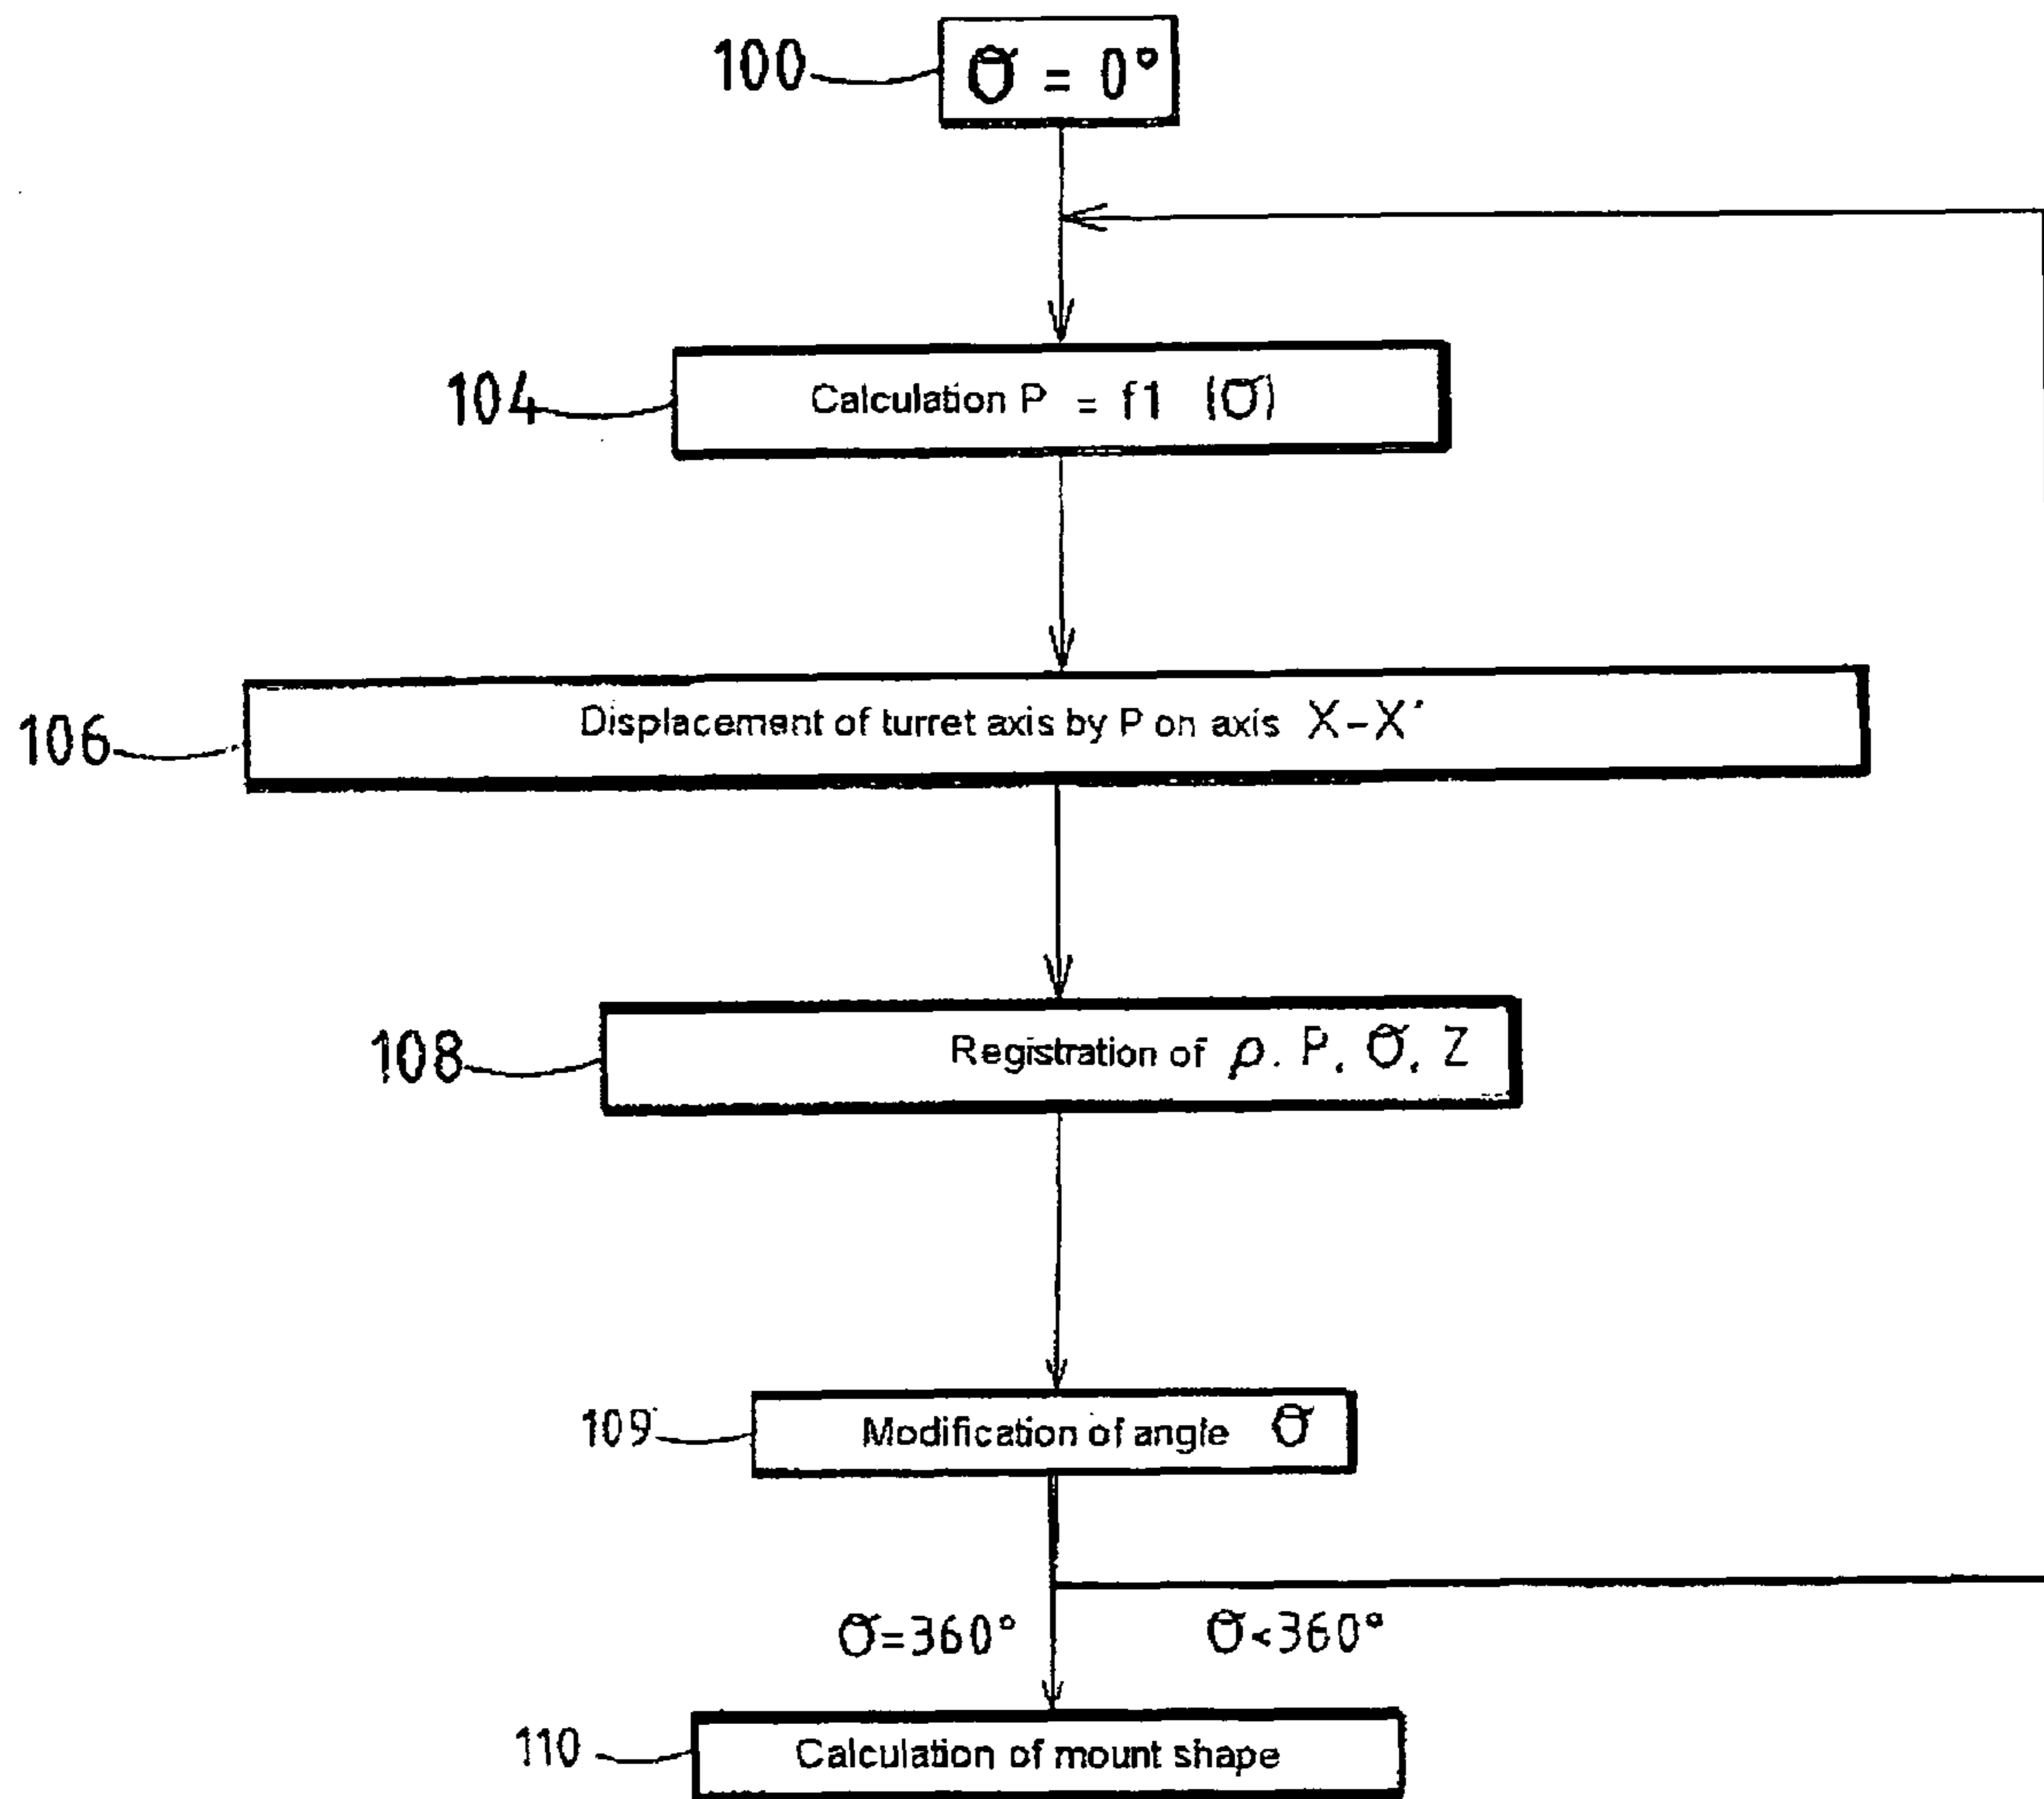 100 σ = 0°
104 Calculation P = f1 (σ)
106 Displacement of turret axis by P on axis X-X'
108 Registration of ρ. P, σ, Z
109 Modification of angle σ
σ=360° σ<360°
110 Calculation of mount shape